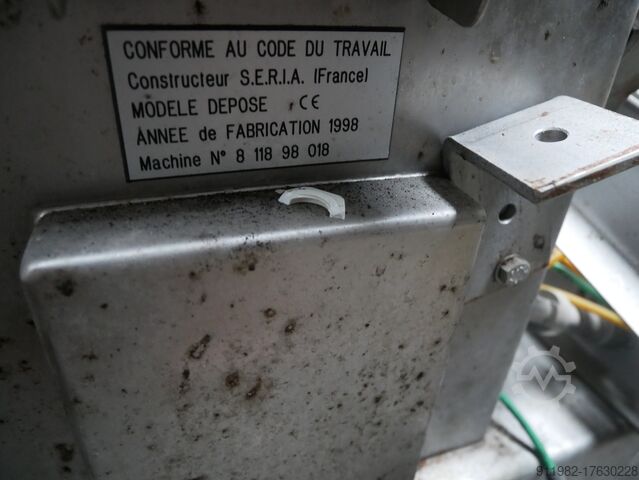 CONFORME AU CODE DU TRAVAIL
Constructeur S.E.R.I.A. (France)
MODELE DEPOSE CE
ANNEE de FABRICATION 1998
Machine N° 8 118 98 018
911982-17630228